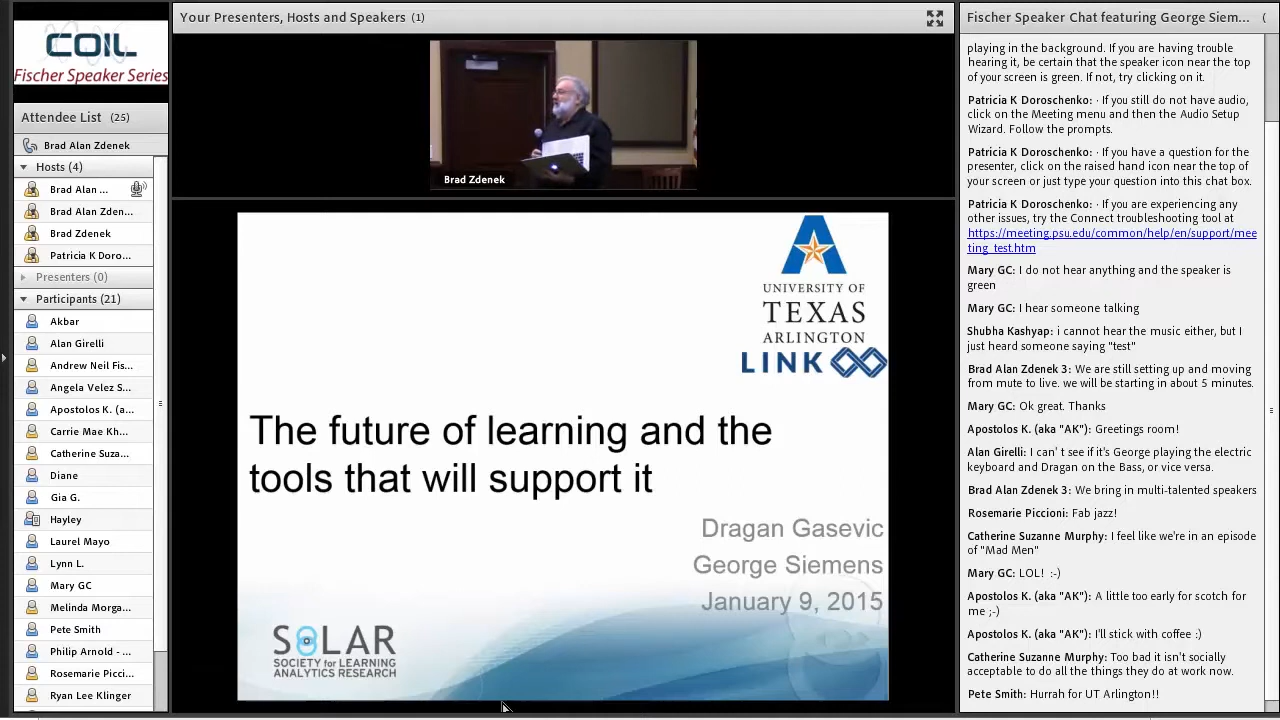 COIL
Fischer Speaker Series
Attendee List (25)
Brad Alan Zdenek
Hosts (4)
Brad Alan ...
Brad Alan Zden...
Brad Zdenek
Patricia K Doro...
Presenters (0)
Participants (21)
Akbar
Alan Girelli
Andrew Neil Fis...
Angela Velez S...
Apostolos K. (a...
Carrie Mae Kh...
Catherine Suza...
Diane
Gia G.
Hayley
Laurel Mayo
Lynn L.
Mary GC
Melinda Morga...
Pete Smith
Philip Arnold - ...
Rosemarie Picci...
Ryan Lee Klinger
Your Presenters, Hosts and Speakers (1)
Brad Zdenek
A
UNIVERSITY OF
TEXAS
ARLINGTON
LINK
The future of learning and the
tools that will support it
Dragan Gasevic
George Siemens
January 9, 2015
SOLAR
SOCIETY for LEARNING
ANALYTICS RESEARCH
Fischer Speaker Chat featuring George Siem... (
playing in the background. If you are having trouble
hearing it, be certain that the speaker icon near the top
of your screen is green. If not, try clicking on it.
Patricia K Doroschenko: · If you still do not have audio,
click on the Meeting menu and then the Audio Setup
Wizard. Follow the prompts.
Patricia K Doroschenko: · If you have a question for the
presenter, click on the raised hand icon near the top of
your screen or just type your question into this chat box.
Patricia K Doroschenko: · If you are experiencing any
other issues, try the Connect troubleshooting tool at
https://meeting.psu.edu/common/help/en/support/mee
ting_test.htm
Mary GC: I do not hear anything and the speaker is
green
Mary GC: I hear someone talking
Shubha Kashyap: i cannot hear the music either, but I
just heard someone saying "test"
Brad Alan Zdenek 3: We are still setting up and moving
from mute to live. we will be starting in about 5 minutes.
Mary GC: Ok great. Thanks
Apostolos K. (aka "AK"): Greetings room!
Alan Girelli: I can't see if it's George playing the electric
keyboard and Dragan on the Bass, or vice versa.
Brad Alan Zdenek 3: We bring in multi-talented speakers
Rosemarie Piccioni: Fab jazz!
Catherine Suzanne Murphy: I feel like we're in an episode
of "Mad Men"
Mary GC: LOL! :-)
Apostolos K. (aka "AK"): A little too early for scotch for
me ;-)
Apostolos K. (aka "AK"): I'll stick with coffee :)
Catherine Suzanne Murphy: Too bad it isn't socially
acceptable to do all the things they do at work now.
Pete Smith: Hurrah for UT Arlington!!